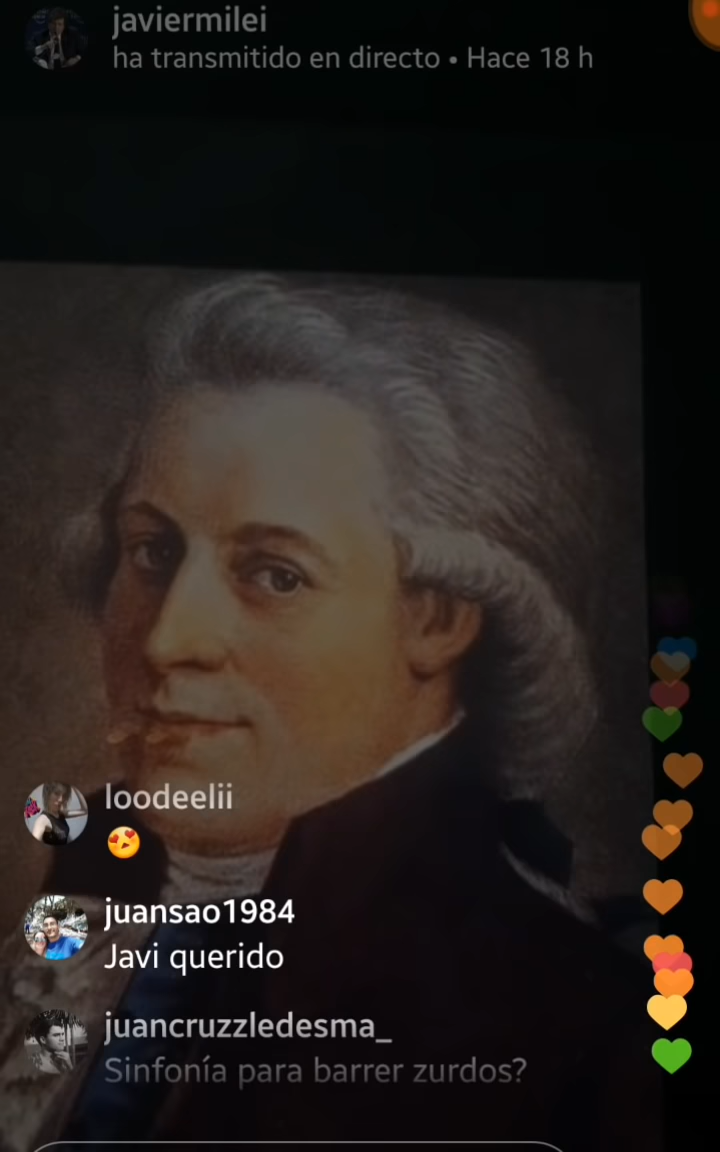 javiermilei
ha transmitido en directo • Hace 18 h
loodeelii
😍
juansao1984
Javi querido
juancruzzledesma_
Sinfonía para barrer zurdos?